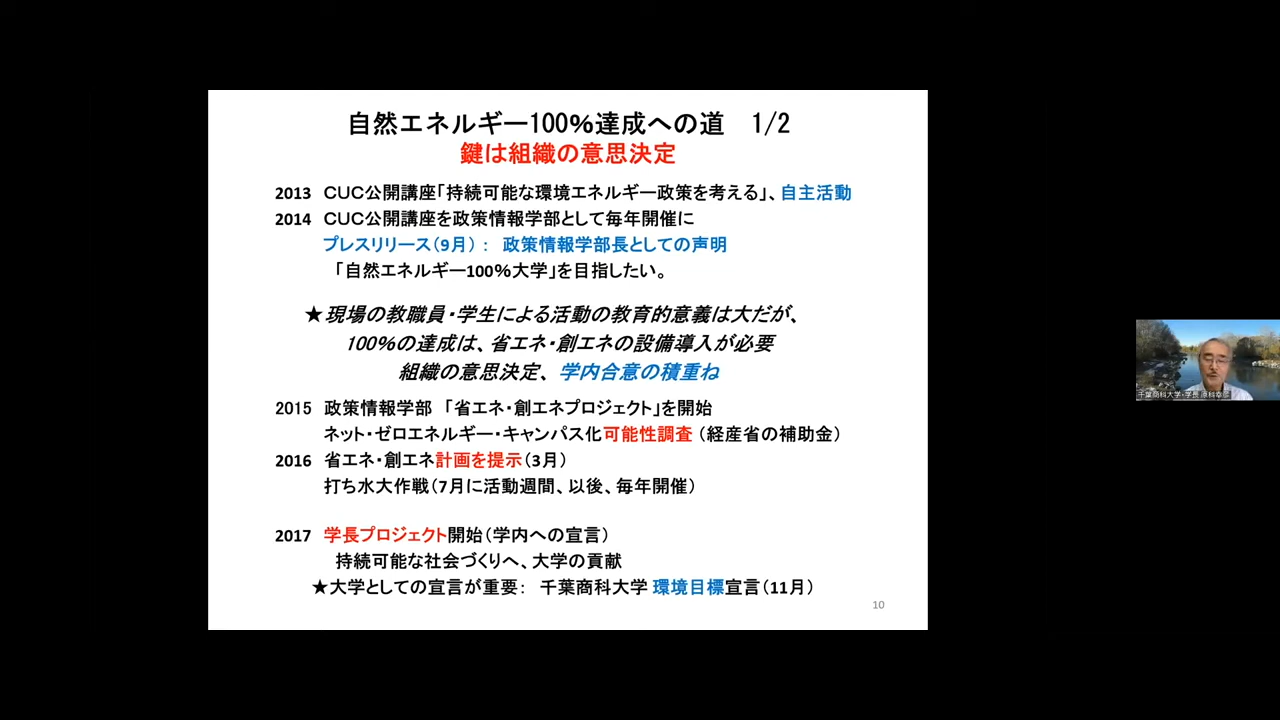 自然エネルギー100%達成への道　1/2
鍵は組織の意思決定
2013 CUC公開講座「持続可能な環境エネルギー政策を考える」、自主活動
2014 CUC公開講座を政策情報学部として毎年開催に
プレスリリース（9月）：　政策情報学部長としての声明
「自然エネルギー100%大学」を目指したい。
★現場の教職員・学生による活動の教育的意義は大だが、
100%の達成は、省エネ・創エネの設備導入が必要
組織の意思決定、学内合意の積重ね
2015 政策情報学部 「省エネ・創エネプロジェクト」を開始
ネット・ゼロエネルギー・キャンパス化可能性調査（経産省の補助金）
2016 省エネ・創エネ計画を提示（3月）
打ち水大作戦（7月に活動週間、以後、毎年開催）
2017 学長プロジェクト開始（学内への宣言）
持続可能な社会づくりへ、大学の貢献
★大学としての宣言が重要：　千葉商科大学 環境目標宣言（11月）
10
千葉商科大学・学長 原科幸彦